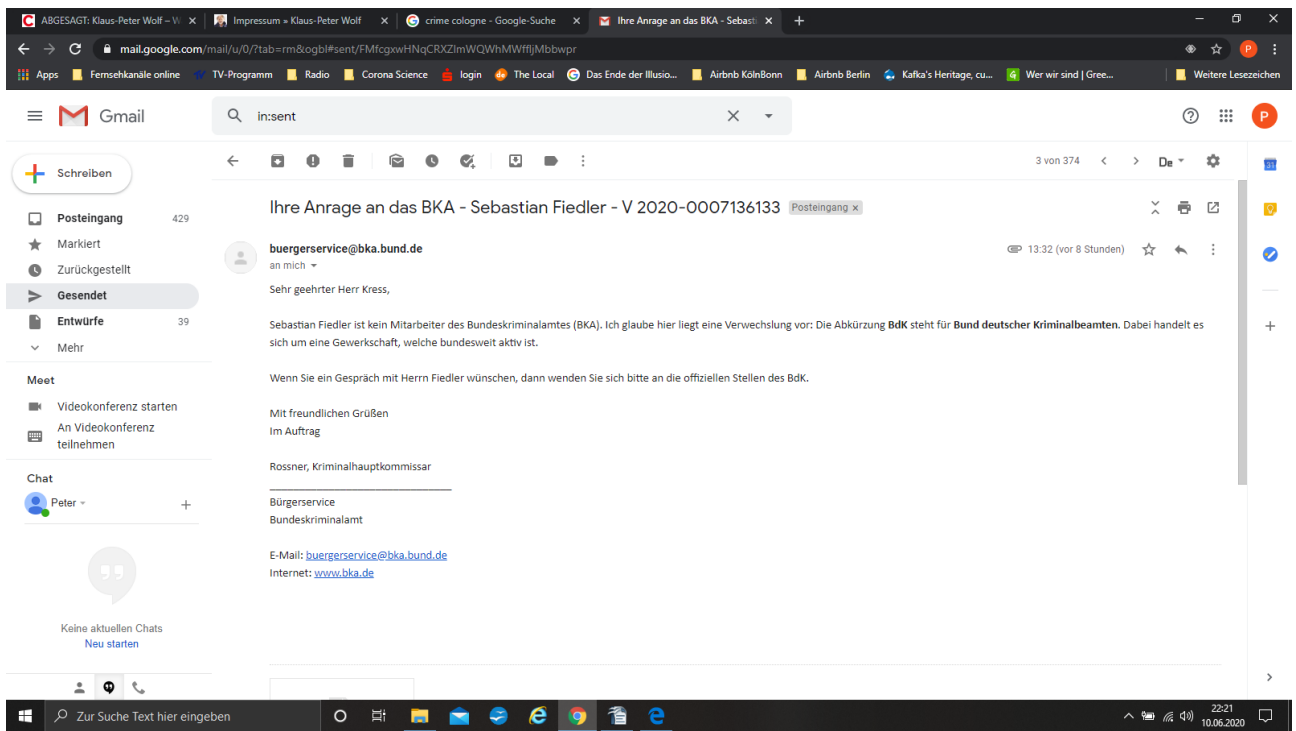 ABGESAGT: Klaus-Peter Wolf – W
Impressum » Klaus-Peter Wolf
crime cologne - Google-Suche
Ihre Anrage an das BKA - Sebasti
mail.google.com/mail/u/0/?tab=rm&ogbl#sent/FMfcgxwHNqCRXZlmWQWhMWffljMbbwpr
P
Apps
Fernsehkanäle online
TV-Programm
Radio
Corona Science
login
The Local
Das Ende der Illusio...
Airbnb KölnBonn
Airbnb Berlin
Kafka's Heritage, cu...
Wer wir sind | Gree...
Weitere Lesezeichen
Gmail
in:sent
P
Schreiben
3 von 374
De
31
Posteingang 429
Markiert
Zurückgestellt
Gesendet
Entwürfe 39
Mehr
Meet
Videokonferenz starten
An Videokonferenz
teilnehmen
Chat
Peter
Keine aktuellen Chats
Neu starten
Ihre Anrage an das BKA - Sebastian Fiedler - V 2020-0007136133 Posteingang x
buergerservice@bka.bund.de
13:32 (vor 8 Stunden)
an mich
Sehr geehrter Herr Kress,
Sebastian Fiedler ist kein Mitarbeiter des Bundeskriminalamtes (BKA). Ich glaube hier liegt eine Verwechslung vor: Die Abkürzung BdK steht für Bund deutscher Kriminalbeamten. Dabei handelt es
sich um eine Gewerkschaft, welche bundesweit aktiv ist.
Wenn Sie ein Gespräch mit Herrn Fiedler wünschen, dann wenden Sie sich bitte an die offiziellen Stellen des BdK.
Mit freundlichen Grüßen
Im Auftrag
Rossner, Kriminalhauptkommissar
Bürgerservice
Bundeskriminalamt
E-Mail: buergerservice@bka.bund.de
Internet: www.bka.de
Zur Suche Text hier eingeben
22:21
10.06.2020